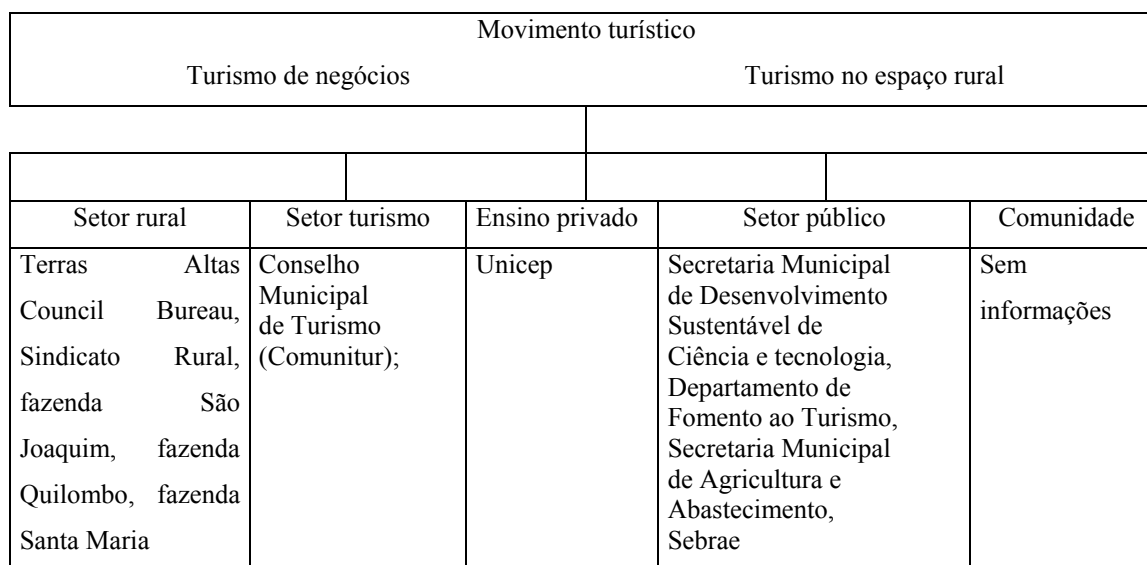 Movimento turístico
Turismo de negócios Turismo no espaço rural
Setor rural
Terras Altas
Council Bureau,
Sindicato Rural,
fazenda São
Joaquim, fazenda
Quilombo, fazenda
Santa Maria
Setor turismo
Conselho
Municipal
de Turismo
(Comunitur);
Ensino privado
Unicep
Setor público
Secretaria Municipal
de Desenvolvimento
Sustentável de
Ciência e tecnologia,
Departamento de
Fomento ao Turismo,
Secretaria Municipal
de Agricultura e
Abastecimento,
Sebrae
Comunidade
Sem
informações